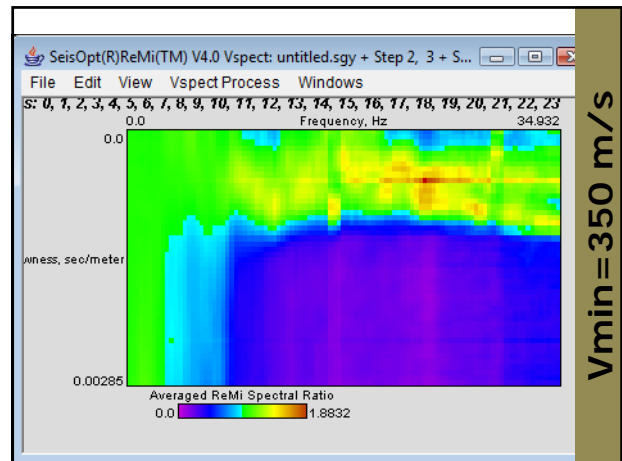 SeisOpt(R)ReMi(TM) V4.0 Vspect: untitled.sgy + Step 2, 3 + S...
File Edit View Vspect Process Windows
s: 0, 1, 2, 3, 4, 5, 6, 7, 8, 9, 10, 11, 12, 13, 14, 15, 16, 17, 18, 19, 20, 21, 22, 23
0.0 Frequency, Hz 34.932
0.0
wness, sec/meter
0.00285
Averaged ReMi Spectral Ratio
0.0 1.8832
Vmin=350 m/s